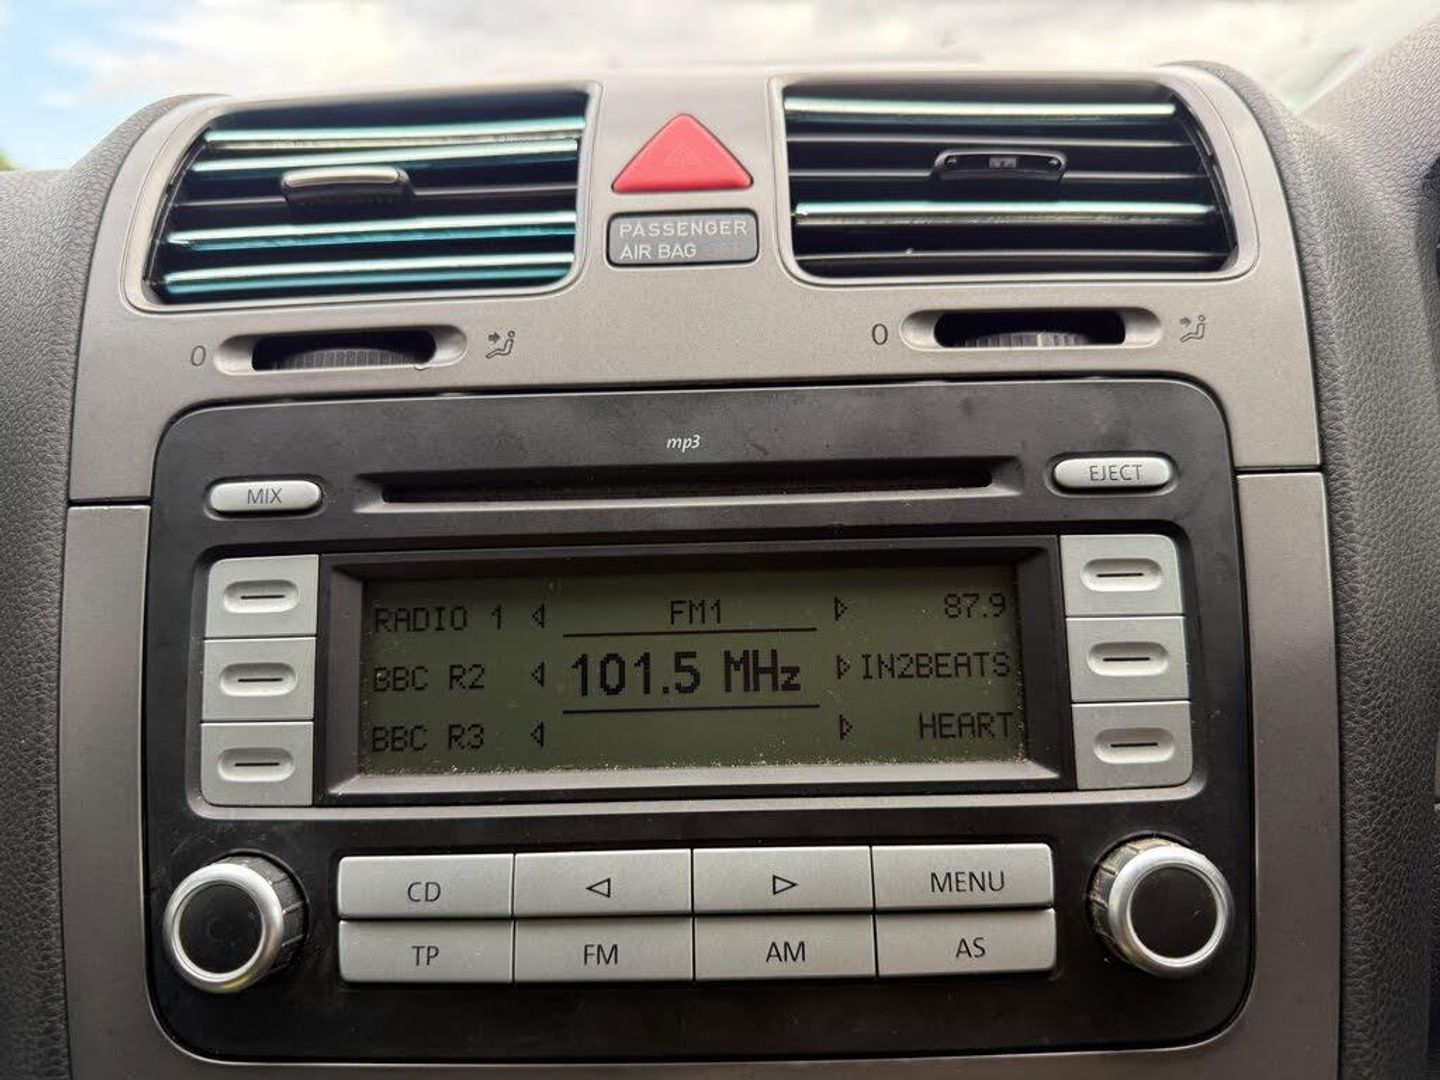 PASSENGER
AIR BAG OFF
0
0
mp3
MIX
EJECT
RADIO 1
FM1
87.9
BBC R2
101.5 MHz
IN2BEATS
BBC R3
HEART
CD
MENU
TP
FM
AM
AS